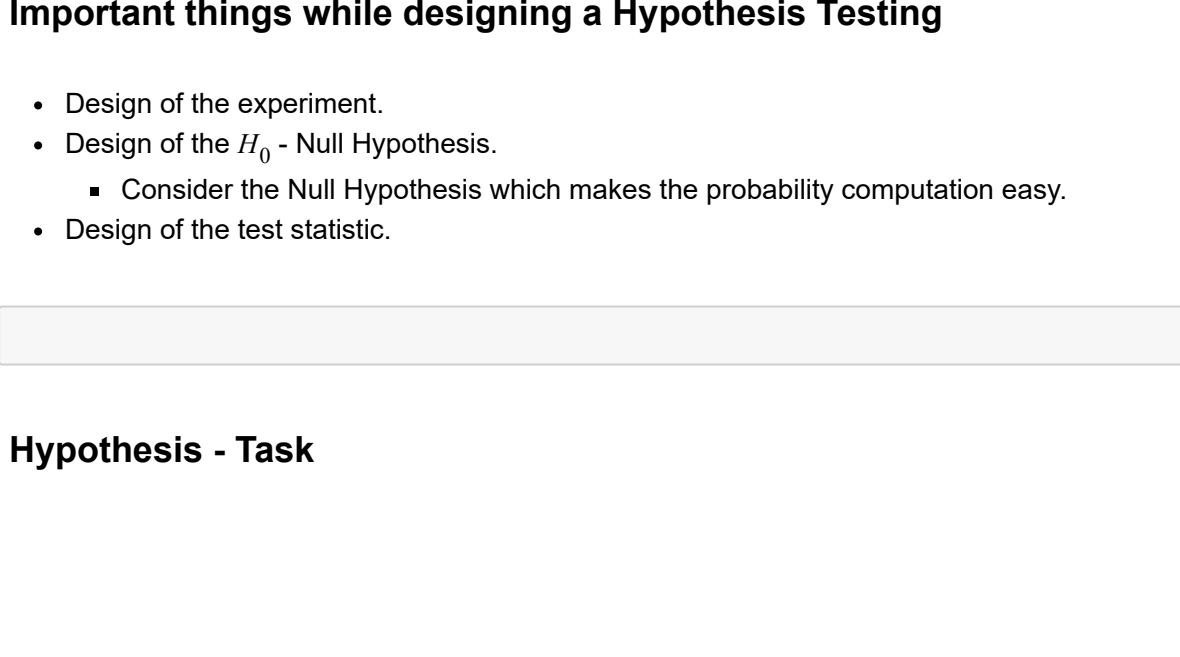 Important things while designing a Hypothesis Testing
• Design of the experiment.
• Design of the H₀ - Null Hypothesis.
▪ Consider the Null Hypothesis which makes the probability computation easy.
• Design of the test statistic.
Hypothesis - Task